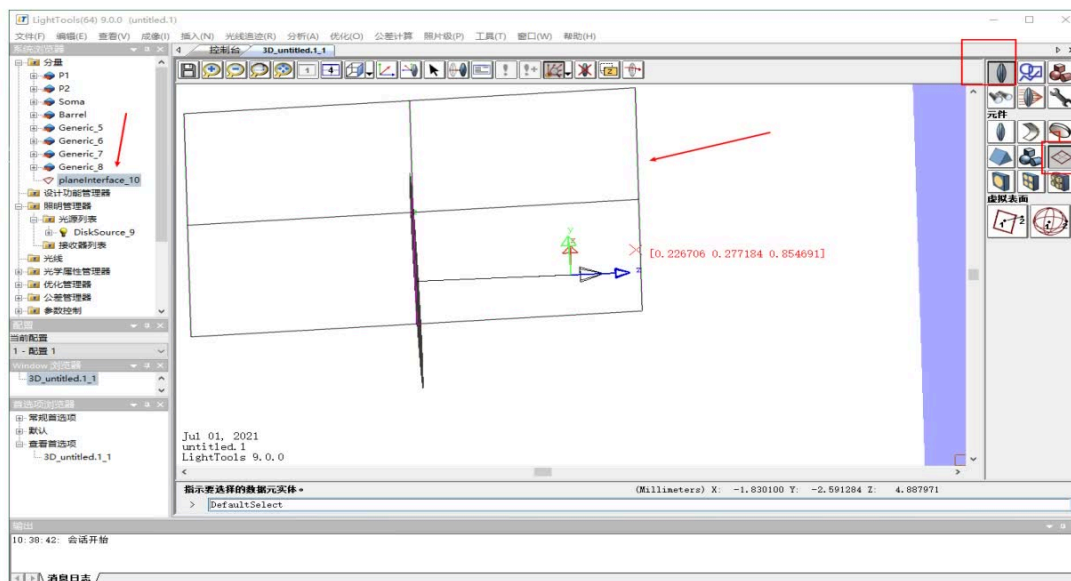 LightTools(64) 9.0.0 (untitled.1)
文件(F) 编辑(E) 查看(V) 成像(I) 插入(N) 光线追迹(R) 分析(A) 优化(O) 公差计算 照片级(P) 工具(T) 窗口(W) 帮助(H)
系统浏览器
控制台 3D_untitled.1_1
分量
P1
P2
Soma
Barrel
Generic_5
Generic_6
Generic_7
Generic_8
planeInterface_10
设计功能管理器
照明管理器
光源列表
DiskSource_9
接收器列表
光线
光学属性管理器
优化管理器
公差管理器
参数控制
配置
当前配置
1 - 配置 1
Window 浏览器
3D_untitled.1_1
首选项浏览器
常规首选项
默认
查看首选项
3D_untitled.1_1
y
x
z
[0.226706 0.277184 0.854691]
Jul 01, 2021
untitled.1
LightTools 9.0.0
元件
虚拟表面
指示要选择的数据元实体。
(Millimeters) X: -1.830100 Y: -2.591284 Z: 4.887971
> DefaultSelect
输出
10:38:42: 会话开始
消息日志